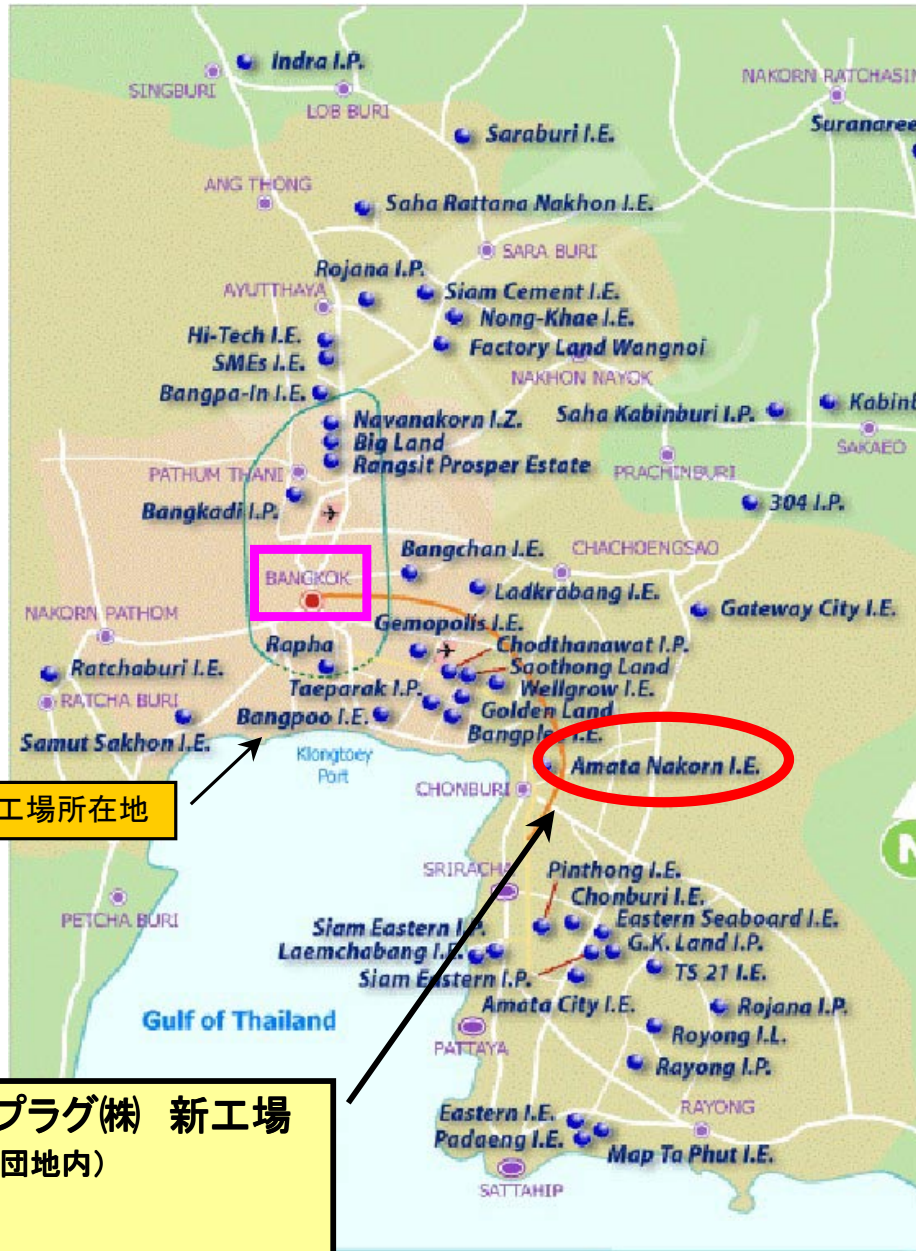 Indra I.P.
SINGBURI
LOB BURI
NAKORN RATCHASIN
Suranaree
Saraburi I.E.
ANG THONG
Saha Rattana Nakhon I.E.
SARA BURI
Rojana I.P.
AYUTTHAYA
Siam Cement I.E.
Nong-Khae I.E.
Hi-Tech I.E.
Factory Land Wangnoi
SMEs I.E.
NAKHON NAYOK
Bangpa-In I.E.
Saha Kabinburi I.P.
Kabinb
Navanakorn I.Z.
Big Land
SAKAEO
Rangsit Prosper Estate
PATHUM THANI
PRACHINBURI
Bangkadi I.P.
304 I.P.
Bangchan I.E.
CHACHOENGSAO
BANGKOK
Ladkrabang I.E.
NAKORN PATHOM
Gateway City I.E.
Gemopolis I.E.
Rapha
Chodthanawat I.P.
Ratchaburi I.E.
Saothong Land
Taeparak I.P.
Wellgrow I.E.
RATCHA BURI
Bangpoo I.E.
Golden Land
Samut Sakhon I.E.
Bangplee I.E.
Klongtoey
Port
Amata Nakorn I.E.
CHONBURI
工場所在地
SRIRACHA
Pinthong I.E.
Chonburi I.E.
PETCHA BURI
Siam Eastern I.P.
Eastern Seaboard I.E.
Laemchabang I.E.
G.K. Land I.P.
Siam Eastern I.P.
TS 21 I.E.
Amata City I.E.
Rojana I.P.
Gulf of Thailand
Royong I.L.
PATTAYA
Rayong I.P.
プラグ㈱ 新工場
団地内）
Eastern I.E.
RAYONG
Padaeng I.E.
Map Ta Phut I.E.
SATTAHIP
N